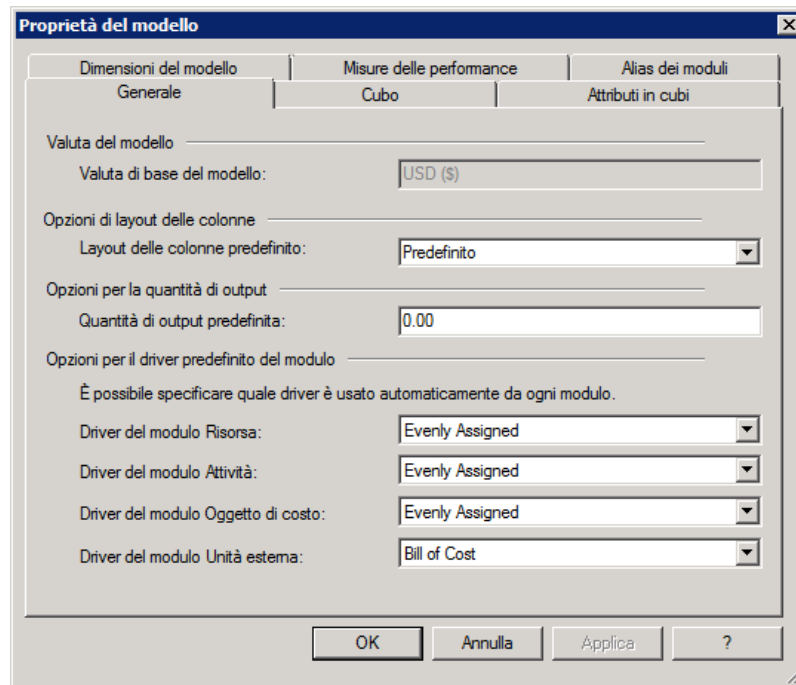 Proprietà del modello
Dimensioni del modello Misure delle performance Alias dei moduli
Generale Cubo Attributi in cubi
Valuta del modello
Valuta di base del modello: USD ($)
Opzioni di layout delle colonne
Layout delle colonne predefinito: Predefinito
Opzioni per la quantità di output
Quantità di output predefinita: 0.00
Opzioni per il driver predefinito del modulo
È possibile specificare quale driver è usato automaticamente da ogni modulo.
Driver del modulo Risorsa: Evenly Assigned
Driver del modulo Attività: Evenly Assigned
Driver del modulo Oggetto di costo: Evenly Assigned
Driver del modulo Unità esterna: Bill of Cost
OK Annulla Applica ?